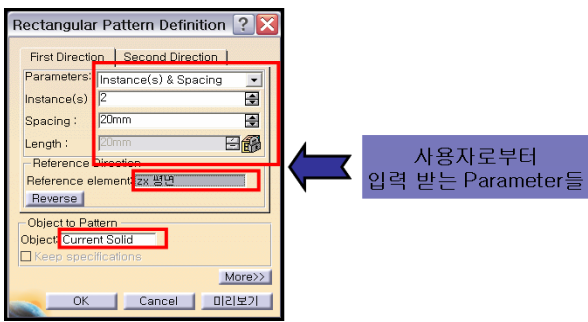 Rectangular Pattern Definition
First Direction Second Direction
Parameters: Instance(s) & Spacing
Instance(s) 2
Spacing : 20mm
Length : 20mm
Reference Direction
Reference element: zx 평면
Reverse
Object to Pattern
Object: Current Solid
Keep specifications
More>>
OK Cancel 미리보기
사용자로부터
입력 받는 Parameter들